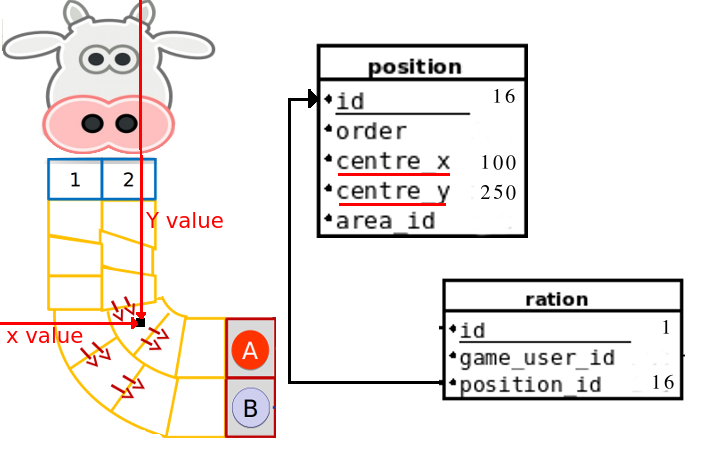 1 2
Y value
x value
A
B
position
id 16
order
centre_x 100
centre_y 250
area_id
ration
id 1
game_user_id
position_id 16